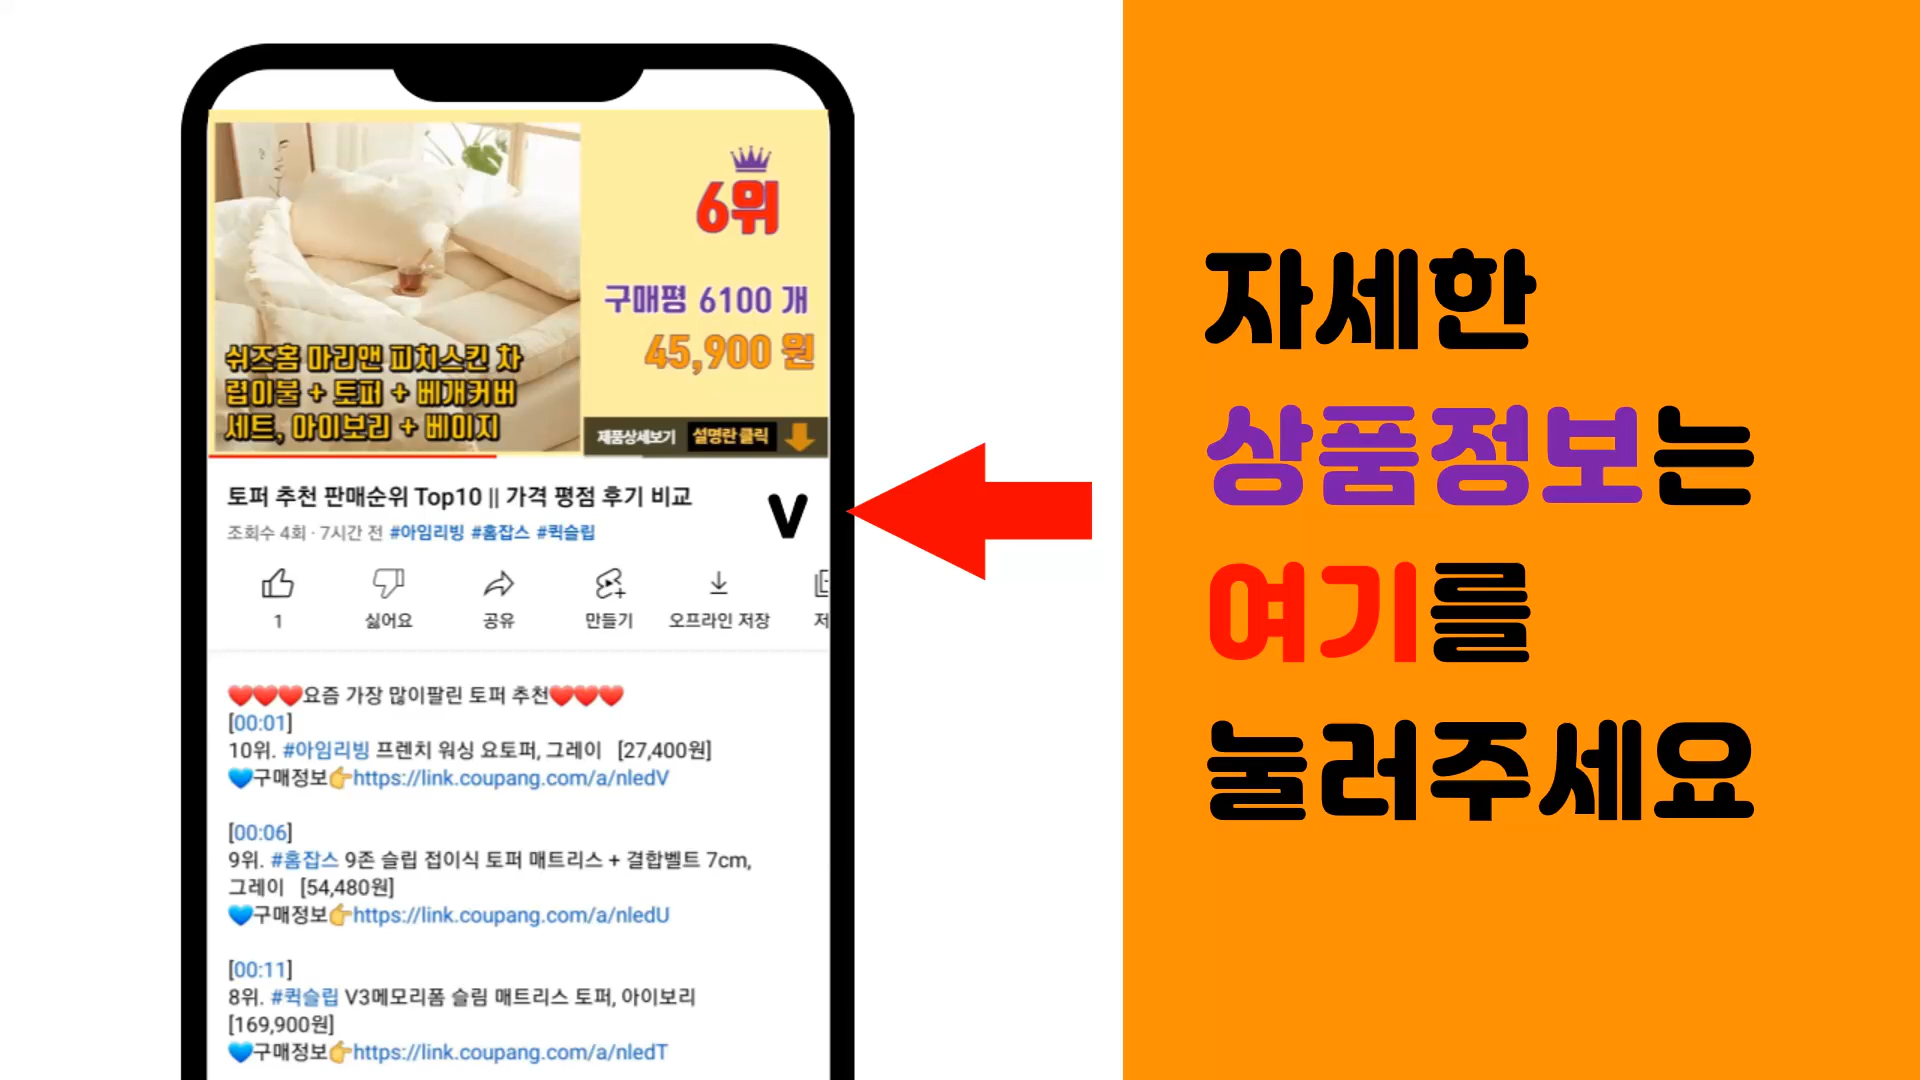 6위
구매평 6100 개
45,900 원
쉬즈홈 마리앤 피치스킨 차
렵이불 + 토퍼 + 베개커버
세트, 아이보리 + 베이지
제품상세보기 설명란 클릭
토퍼 추천 판매순위 Top10 || 가격 평점 후기 비교
V
조회수 4회 · 7시간 전 #아임리빙 #홈잡스 #퀵슬립
1 싫어요 공유 만들기 오프라인 저장 저
❤️❤️❤️요즘 가장 많이팔린 토퍼 추천❤️❤️❤️
[00:01]
10위. #아임리빙 프렌치 워싱 요토퍼, 그레이 [27,400원]
💙구매정보👉https://link.coupang.com/a/nledV
[00:06]
9위. #홈잡스 9존 슬립 접이식 토퍼 매트리스 + 결합벨트 7cm,
그레이 [54,480원]
💙구매정보👉https://link.coupang.com/a/nledU
[00:11]
8위. #퀵슬립 V3메모리폼 슬림 매트리스 토퍼, 아이보리
[169,900원]
💙구매정보👉https://link.coupang.com/a/nledT
자세한
상품정보는
여기를
눌러주세요